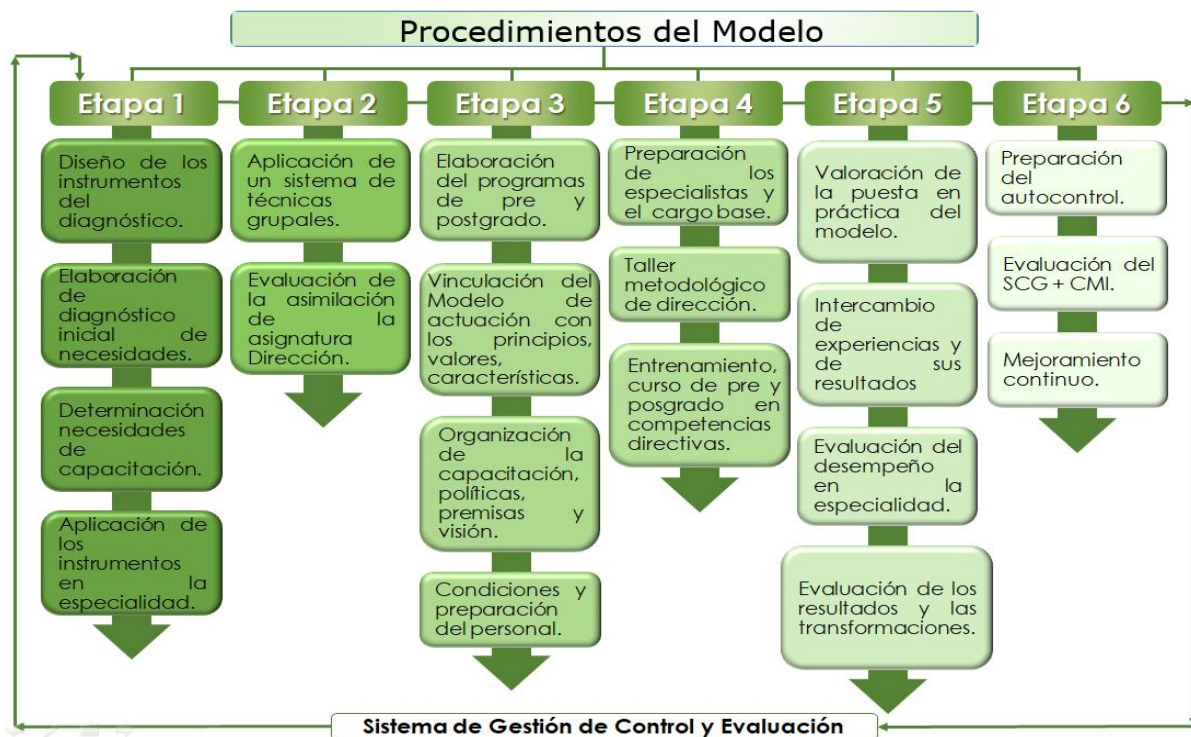 Procedimientos del Modelo
Etapa 1
Diseño de los
instrumentos
del
diagnóstico.
Elaboración
de
diagnóstico
inicial de
necesidades.
Determinación
necesidades
de
capacitación.
Aplicación de
los
instrumentos
en la
especialidad.
Etapa 2
Aplicación de
un sistema de
técnicas
grupales.
Evaluación de
la asimilación
de la
asignatura
Dirección.
Etapa 3
Elaboración
del programas
de pre y
postgrado.
Vinculación del
Modelo de
actuación con
los principios,
valores,
características.
Organización
de la
capacitación,
políticas,
premisas y
visión.
Condiciones y
preparación
del personal.
Etapa 4
Preparación
de los
especialistas y
el cargo base.
Taller
metodológico
de dirección.
Entrenamiento,
curso de pre y
posgrado en
competencias
directivas.
Etapa 5
Valoración de
la puesta en
práctica del
modelo.
Intercambio de
experiencias y
de sus
resultados
Evaluación del
desempeño
en la
especialidad.
Evaluación de los
resultados y las
transformaciones.
Etapa 6
Preparación
del
autocontrol.
Evaluación del
SCG + CMI.
Mejoramiento
continuo.
Sistema de Gestión de Control y Evaluación